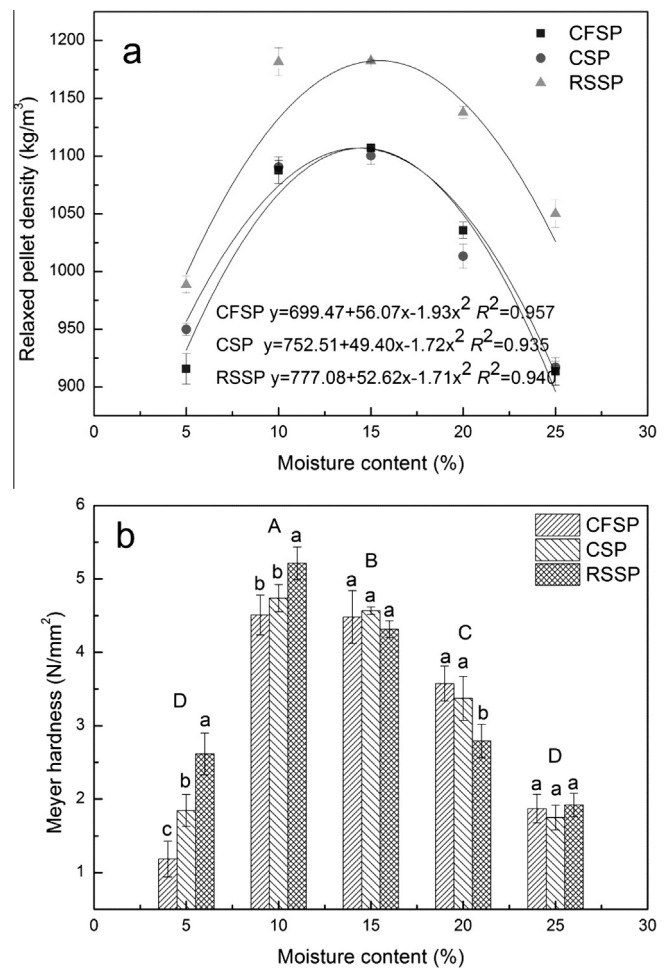 a
CFSP
CSP
RSSP
1200
1150
1100
1050
1000
950
900
Relaxed pellet density (kg/m³)
CFSP y=699.47+56.07x-1.93x² R²=0.957
CSP y=752.51+49.40x-1.72x² R²=0.935
RSSP y=777.08+52.62x-1.71x² R²=0.940
0 5 10 15 20 25 30
Moisture content (%)
b
CFSP
CSP
RSSP
6
5
4
3
2
1
Meyer hardness (N/mm²)
D
c b a
A
b b a
B
a a a
C
a a b
D
a a a
0 5 10 15 20 25 30
Moisture content (%)